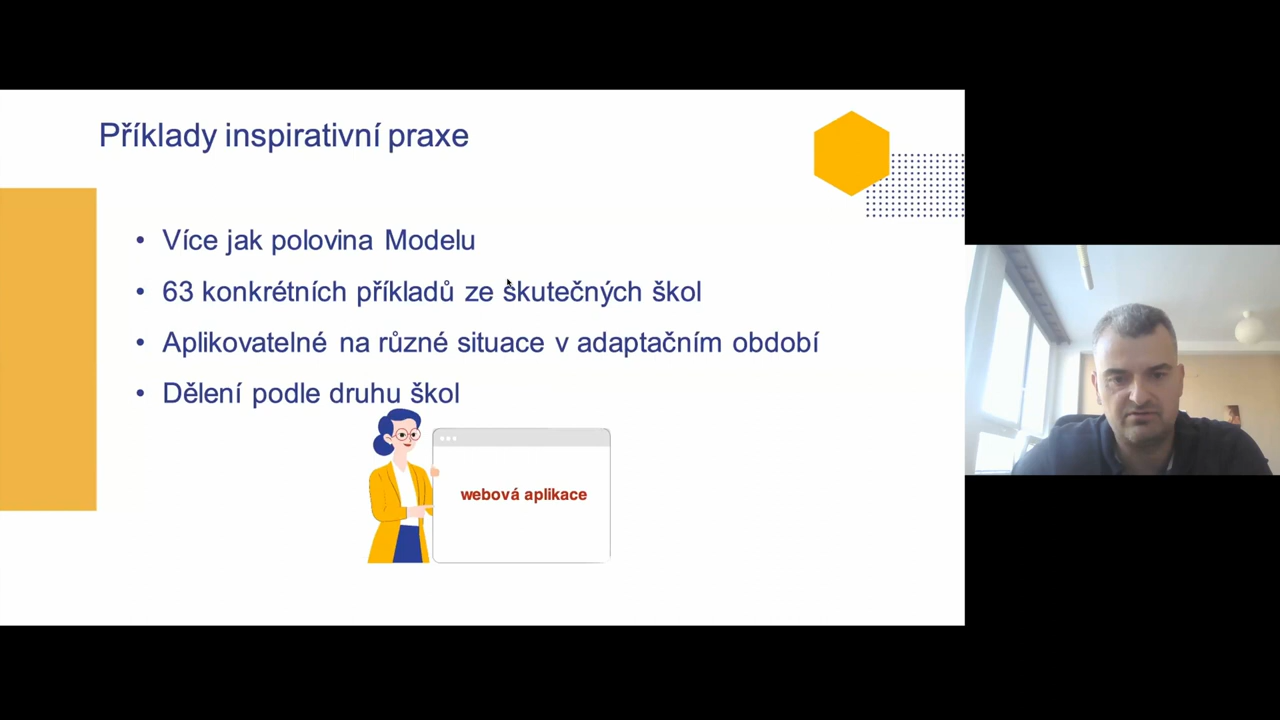 Příklady inspirativní praxe
• Více jak polovina Modelu
• 63 konkrétních příkladů ze skutečných škol
• Aplikovatelné na různé situace v adaptačním období
• Dělení podle druhu škol
webová aplikace